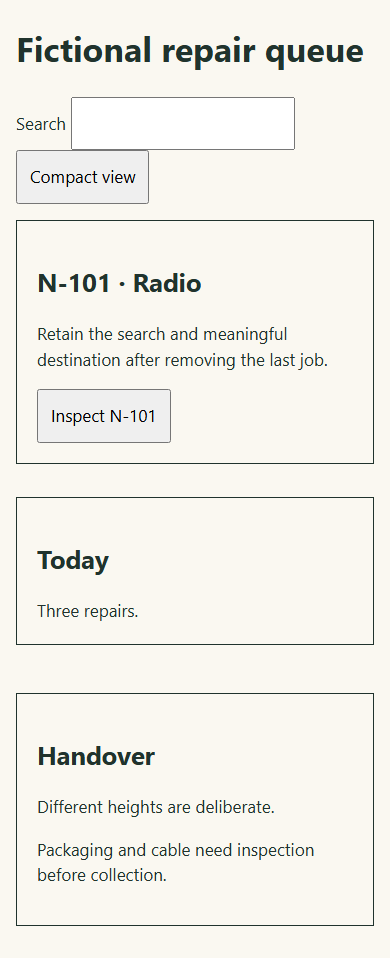 Fictional repair queue
Search
Compact view
N-101 · Radio
Retain the search and meaningful
destination after removing the last job.
Inspect N-101
Today
Three repairs.
Handover
Different heights are deliberate.
Packaging and cable need inspection
before collection.